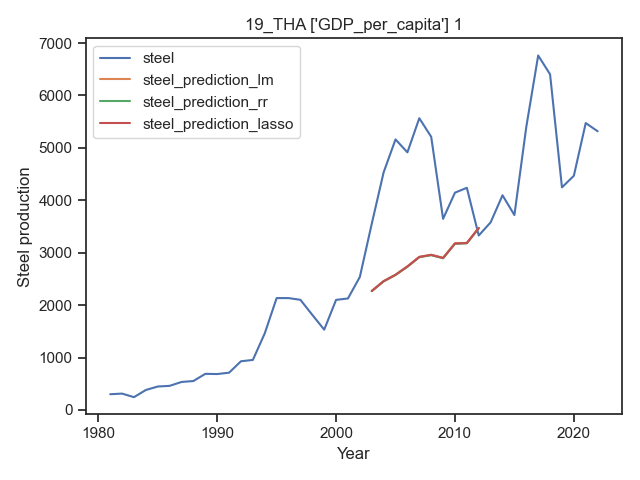 19_THA ['GDP_per_capita'] 1
steel
steel_prediction_lm
steel_prediction_rr
steel_prediction_lasso
7000
6000
5000
4000
3000
2000
1000
0
Steel production
1980
1990
2000
2010
2020
Year